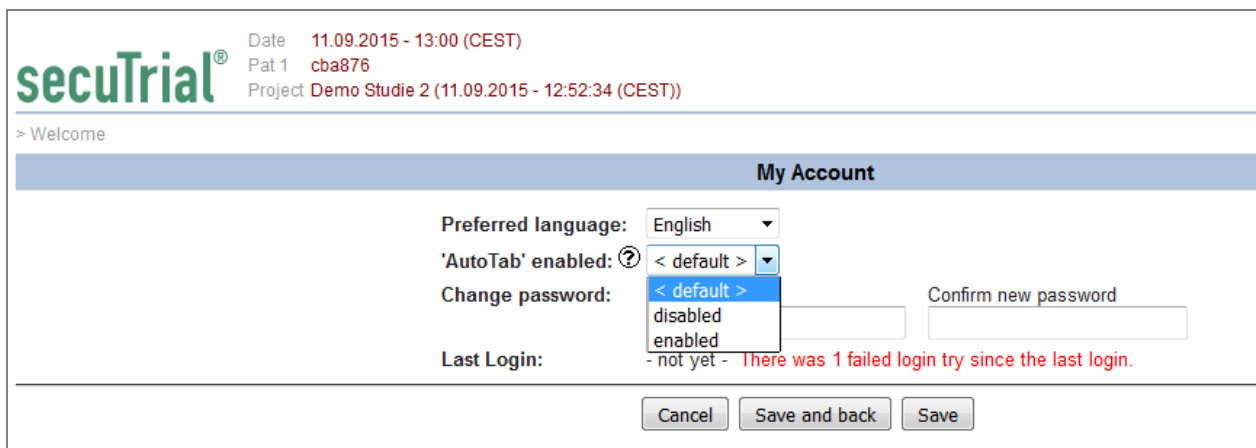 secuTrial®
Date 11.09.2015 - 13:00 (CEST)
Pat 1 cba876
Project Demo Studie 2 (11.09.2015 - 12:52:34 (CEST))
> Welcome
My Account
Preferred language: English
'AutoTab' enabled: ? < default >
< default >
disabled
enabled
Change password: Confirm new password
Last Login: - not yet - There was 1 failed login try since the last login.
Cancel Save and back Save